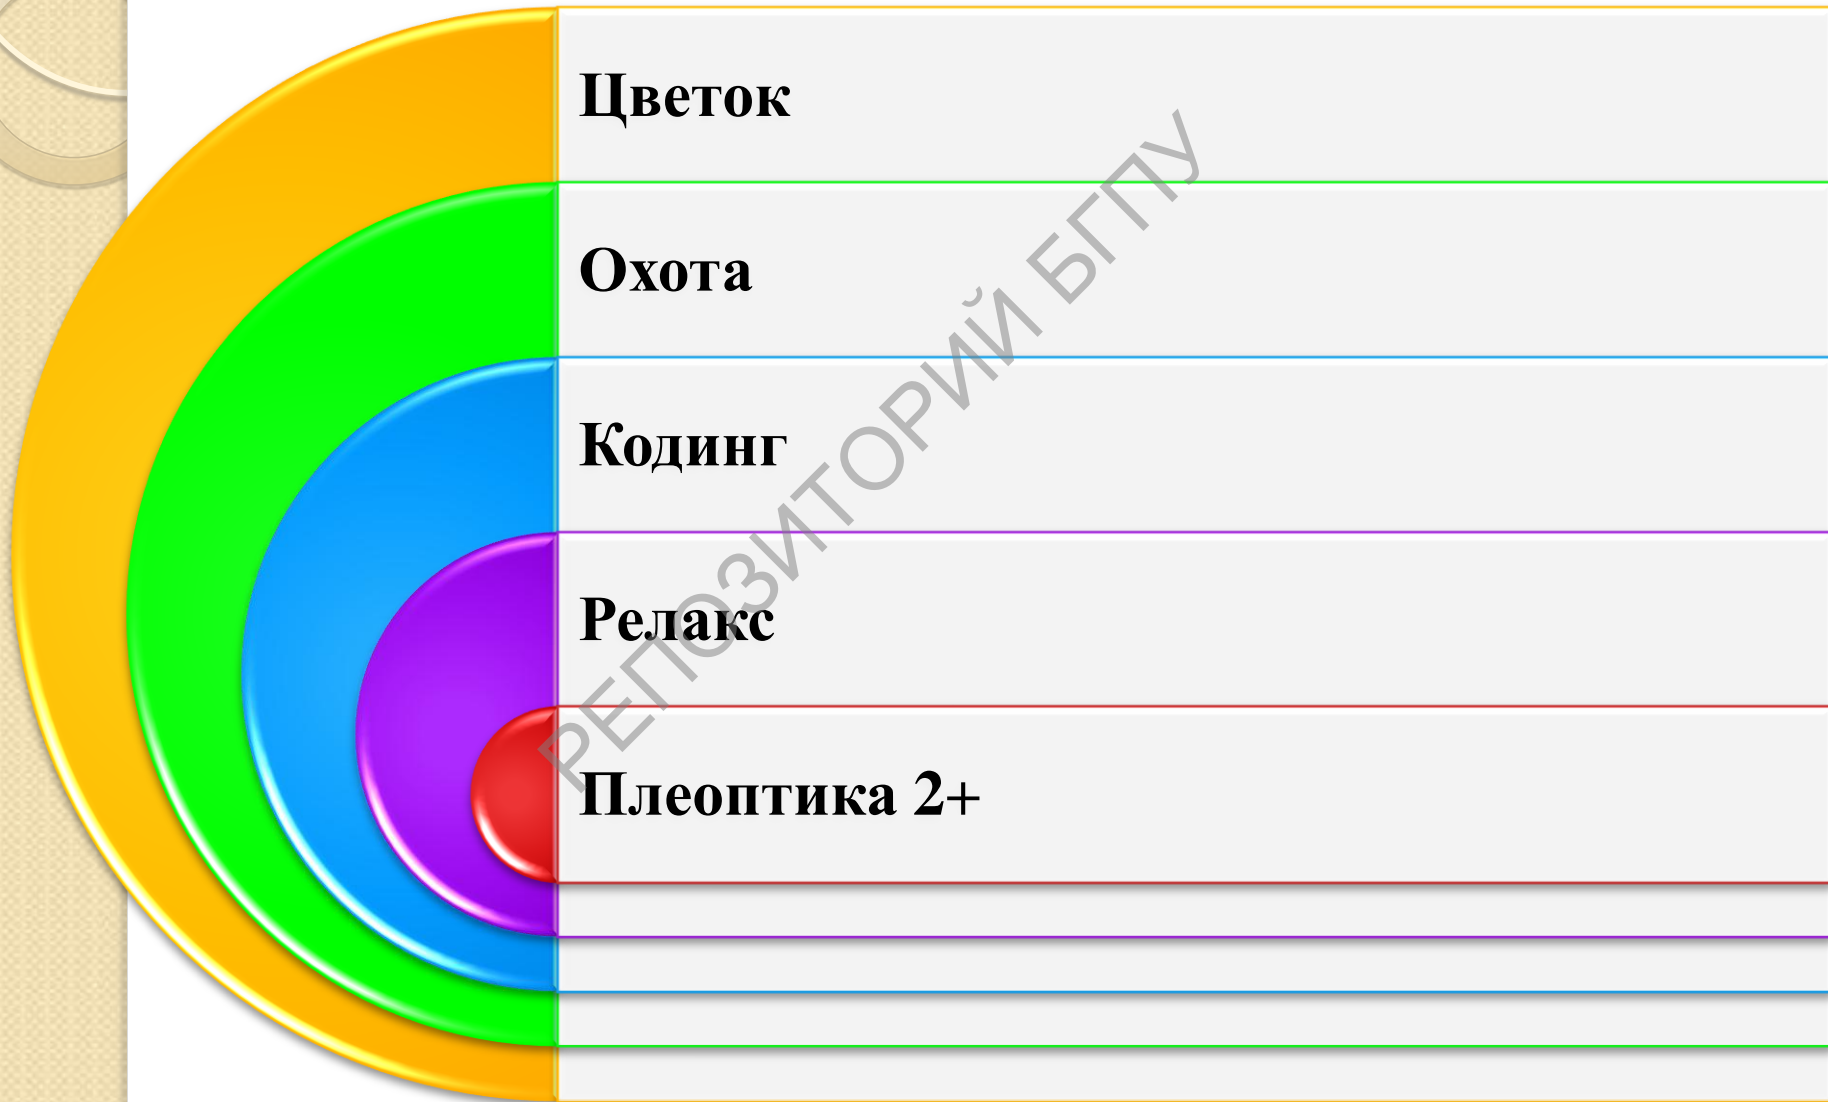 Цветок
Охота
Кодинг
Релакс
Плеоптика 2+
РЕПОЗИТОРИЙ БГПУ